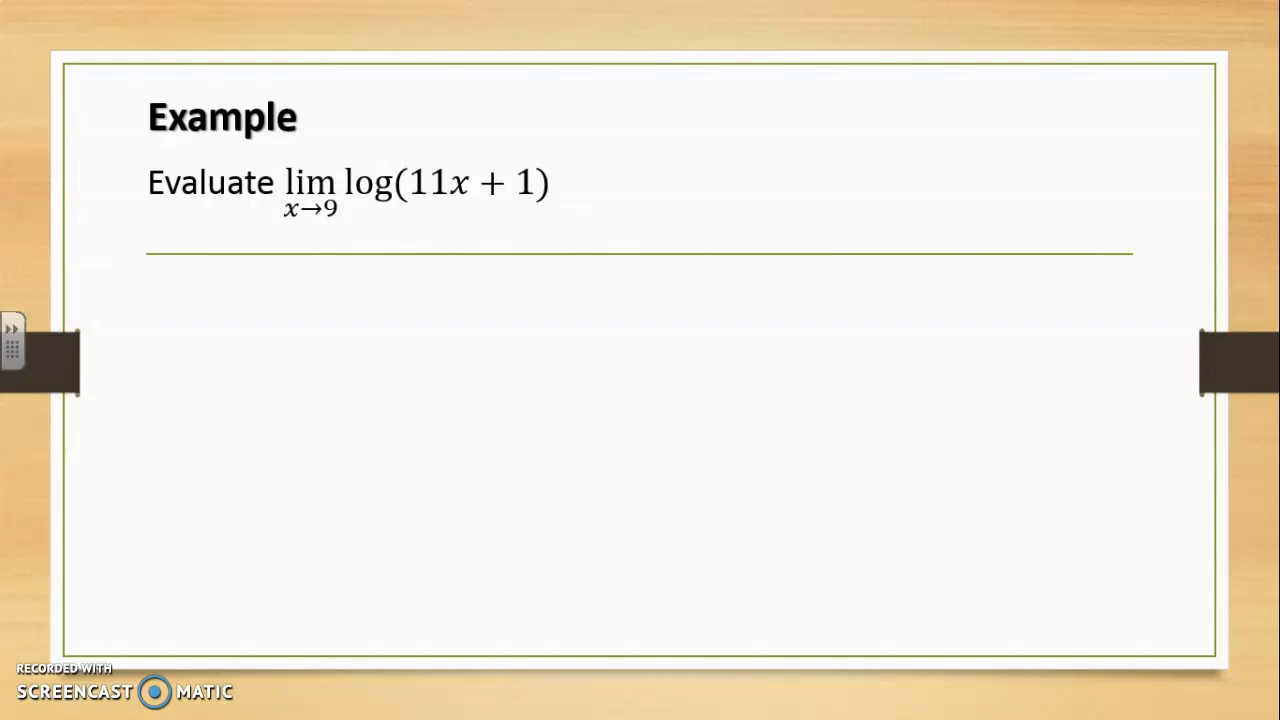 Example
Evaluate lim log(11x + 1)
x→9
RECORDED WITH
SCREENCAST MATIC